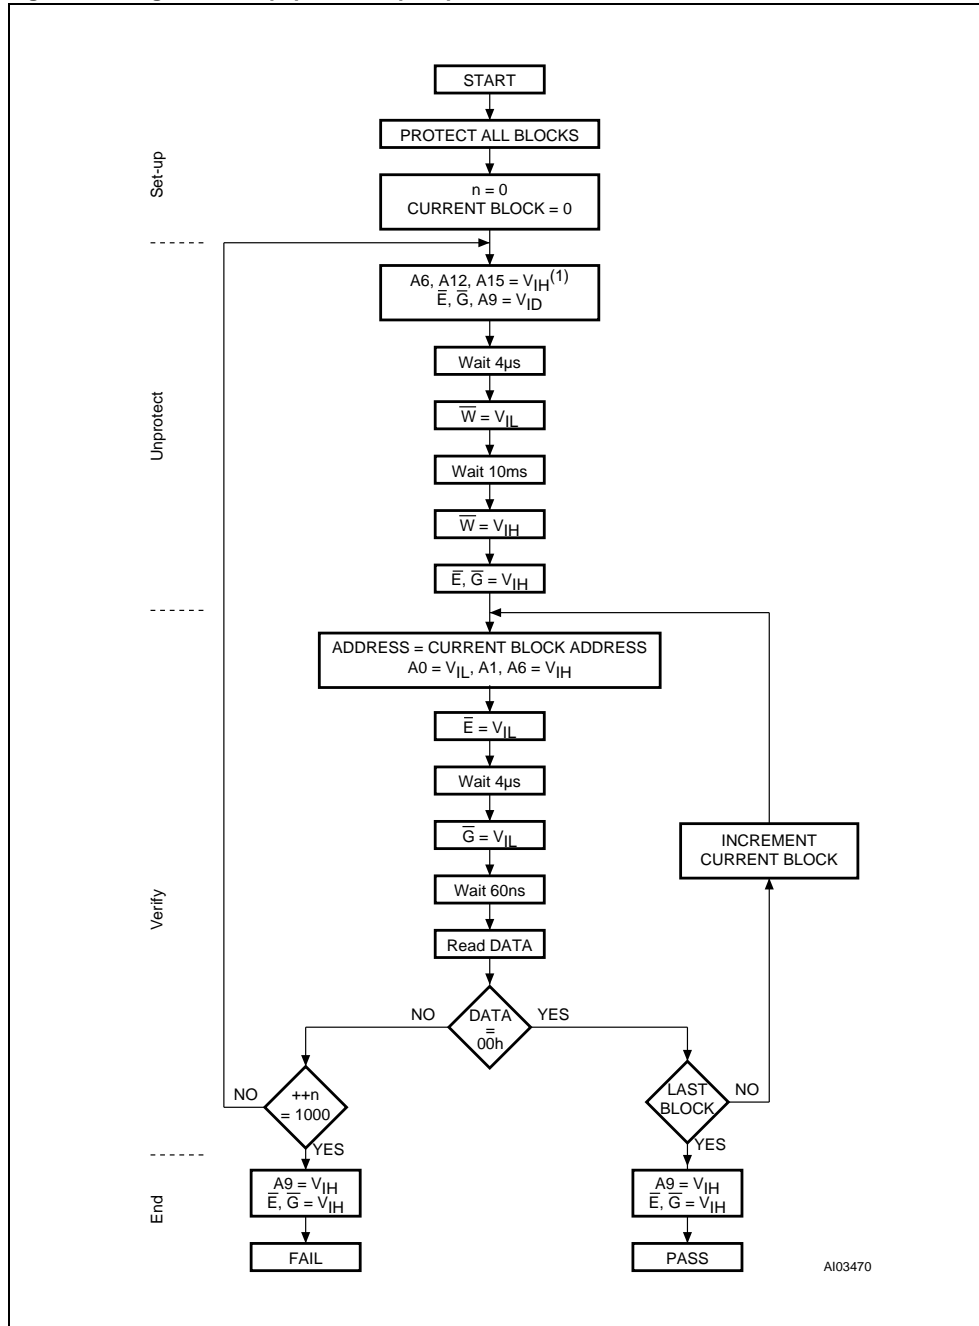 START
PROTECT ALL BLOCKS
Set-up
n = 0
CURRENT BLOCK = 0
A6, A12, A15 = VIH(1)
E̅, G̅, A9 = VID
Wait 4µs
W̅ = VIL
Unprotect
Wait 10ms
W̅ = VIH
E̅, G̅ = VIH
ADDRESS = CURRENT BLOCK ADDRESS
A0 = VIL, A1, A6 = VIH
E̅ = VIL
Wait 4µs
G̅ = VIL
INCREMENT
CURRENT BLOCK
Wait 60ns
Verify
Read DATA
NO
DATA
=
00h
YES
NO
++n
= 1000
YES
LAST
BLOCK
NO
YES
End
A9 = VIH
E̅, G̅ = VIH
A9 = VIH
E̅, G̅ = VIH
FAIL
PASS
AI03470